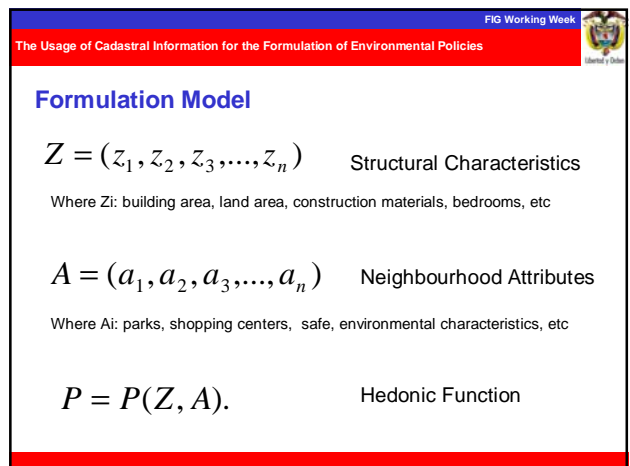 FIG Working Week
The Usage of Cadastral Information for the Formulation of Environmental Policies
Libertad y Orden
Formulation Model
Z = (z₁, z₂, z₃,..., zₙ) Structural Characteristics
Where Zi: building area, land area, construction materials, bedrooms, etc
A = (a₁, a₂, a₃,..., aₙ) Neighbourhood Attributes
Where Ai: parks, shopping centers, safe, environmental characteristics, etc
P = P(Z, A). Hedonic Function